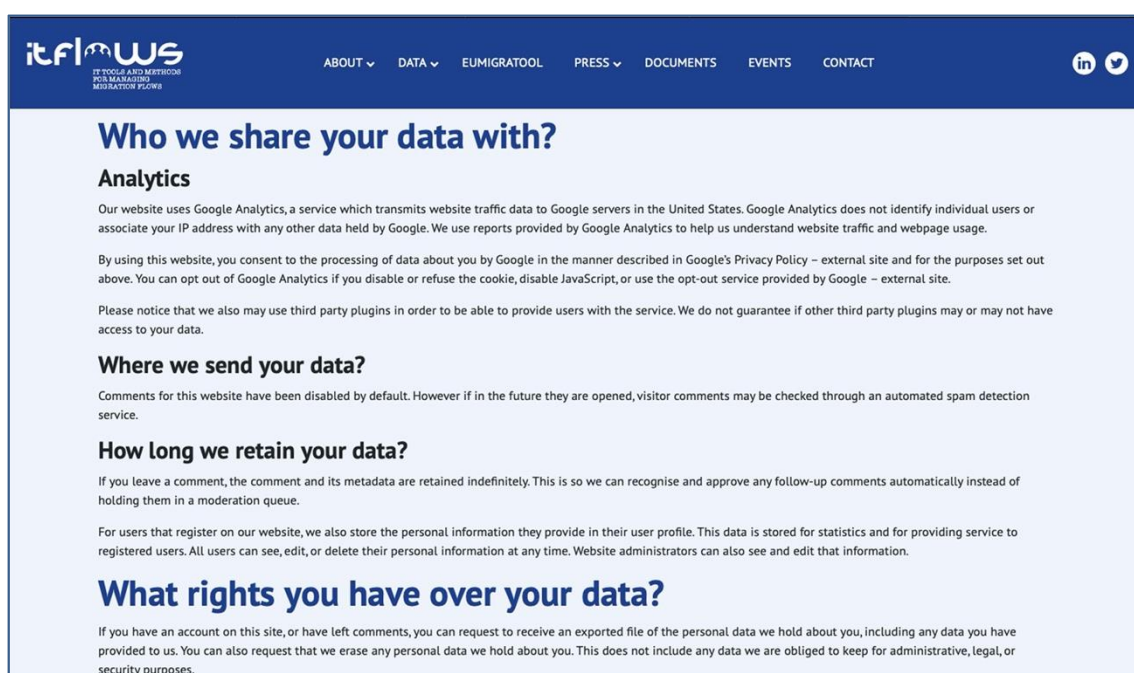 itflows
IT TOOLS AND METHODS
FOR MANAGING
MIGRATION FLOWS
ABOUT DATA EUMIGRATOOL PRESS DOCUMENTS EVENTS CONTACT
in
Who we share your data with?
Analytics
Our website uses Google Analytics, a service which transmits website traffic data to Google servers in the United States. Google Analytics does not identify individual users or
associate your IP address with any other data held by Google. We use reports provided by Google Analytics to help us understand website traffic and webpage usage.
By using this website, you consent to the processing of data about you by Google in the manner described in Google's Privacy Policy – external site and for the purposes set out
above. You can opt out of Google Analytics if you disable or refuse the cookie, disable JavaScript, or use the opt-out service provided by Google – external site.
Please notice that we also may use third party plugins in order to be able to provide users with the service. We do not guarantee if other third party plugins may or may not have
access to your data.
Where we send your data?
Comments for this website have been disabled by default. However if in the future they are opened, visitor comments may be checked through an automated spam detection
service.
How long we retain your data?
If you leave a comment, the comment and its metadata are retained indefinitely. This is so we can recognise and approve any follow-up comments automatically instead of
holding them in a moderation queue.
For users that register on our website, we also store the personal information they provide in their user profile. This data is stored for statistics and for providing service to
registered users. All users can see, edit, or delete their personal information at any time. Website administrators can also see and edit that information.
What rights you have over your data?
If you have an account on this site, or have left comments, you can request to receive an exported file of the personal data we hold about you, including any data you have
provided to us. You can also request that we erase any personal data we hold about you. This does not include any data we are obliged to keep for administrative, legal, or
security purposes.